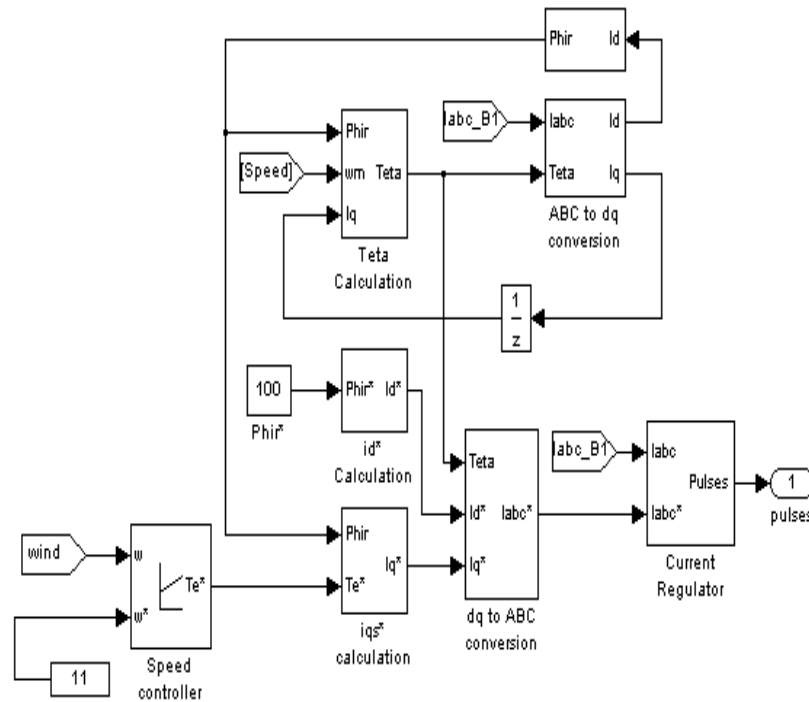 Phir Id
Iabc_B1
Iabc Id
Teta Iq
ABC to dq
conversion
Phir
[Speed]
wm Teta
Iq
Teta
Calculation
1
z
100
Phir*
Phir* Id*
id*
Calculation
Teta
Id* Iabc*
Iq*
dq to ABC
conversion
Iabc_B1
Iabc
Pulses
Iabc*
Current
Regulator
1
pulses
wind
w
Te*
w*
Speed
controller
11
Phir
Iq*
Te*
iqs*
calculation